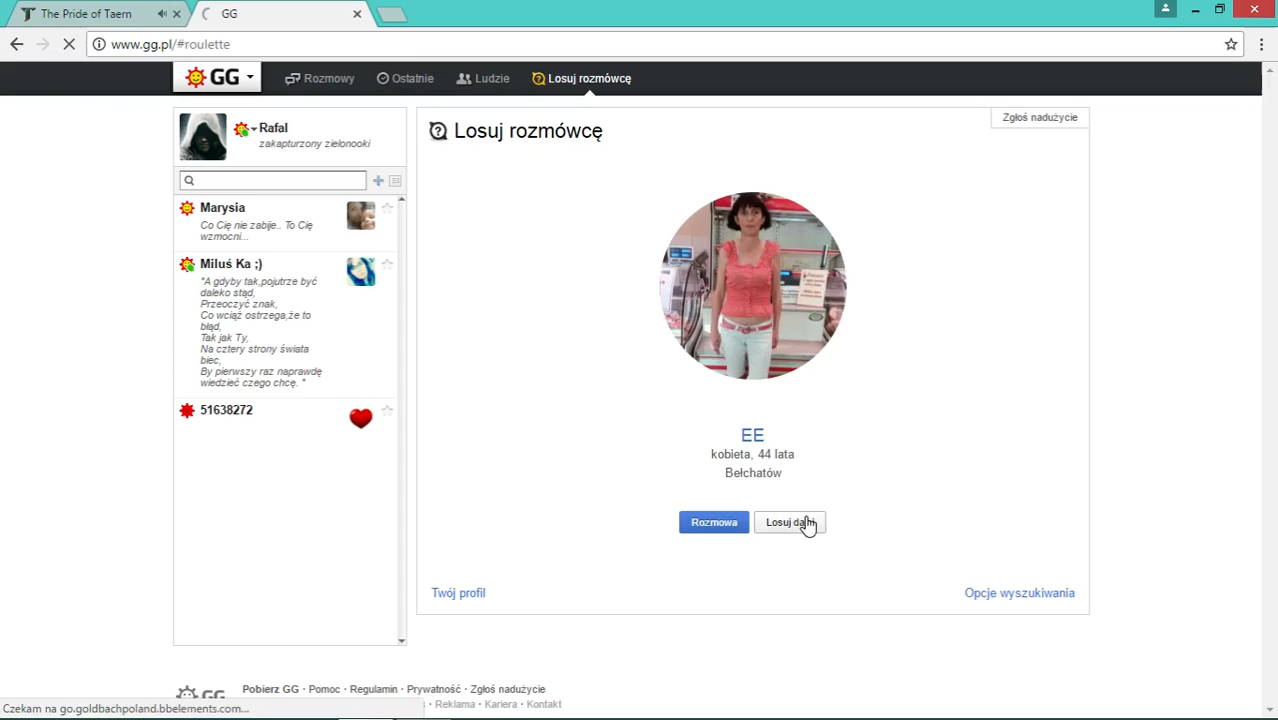 The Pride of Taern
GG
www.gg.pl/#roulette
GG
Rozmowy
Ostatnie
Ludzie
Losuj rozmówcę
Rafal
zakapturzony zielonooki
Marysia
Co Cię nie zabije.. To Cię
wzmocni...
Miluś Ka ;)
"A gdyby tak,pojutrze być
daleko stąd,
Przeoczyć znak,
Co wciąż ostrzega,że to
błąd,
Tak jak Ty,
Na cztery strony świata
biec,
By pierwszy raz naprawdę
wiedzieć czego chcę. "
51638272
Zgłoś nadużycie
Losuj rozmówcę
EE
kobieta, 44 lata
Bełchatów
Rozmowa
Losuj
Twój profil
Opcje wyszukiwania
GG
Pobierz GG · Pomoc · Regulamin · Prywatność · Zgłoś nadużycie
· Reklama · Kariera · Kontakt
Czekam na go.goldbachpoland.bbelements.com...